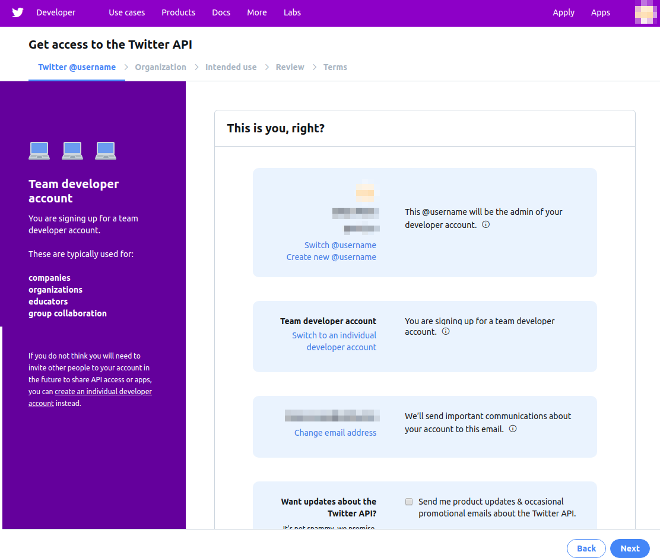 Developer Use cases Products Docs More Labs Apply Apps
Get access to the Twitter API
Twitter @username > Organization > Intended use > Review > Terms
Team developer
account
You are signing up for a team
developer account.
These are typically used for:
companies
organizations
educators
group collaboration
If you do not think you will need to
invite other people to your account in
the future to share API access or apps,
you can create an individual developer
account instead.
This is you, right?
Switch @username
Create new @username
This @username will be the admin of your
developer account.
Team developer account
Switch to an individual
developer account
You are signing up for a team developer
account.
Change email address
We'll send important communications about
your account to this email.
Want updates about the
Twitter API?
It's not spammy, we promise
Send me product updates & occasional
promotional emails about the Twitter API.
Back Next